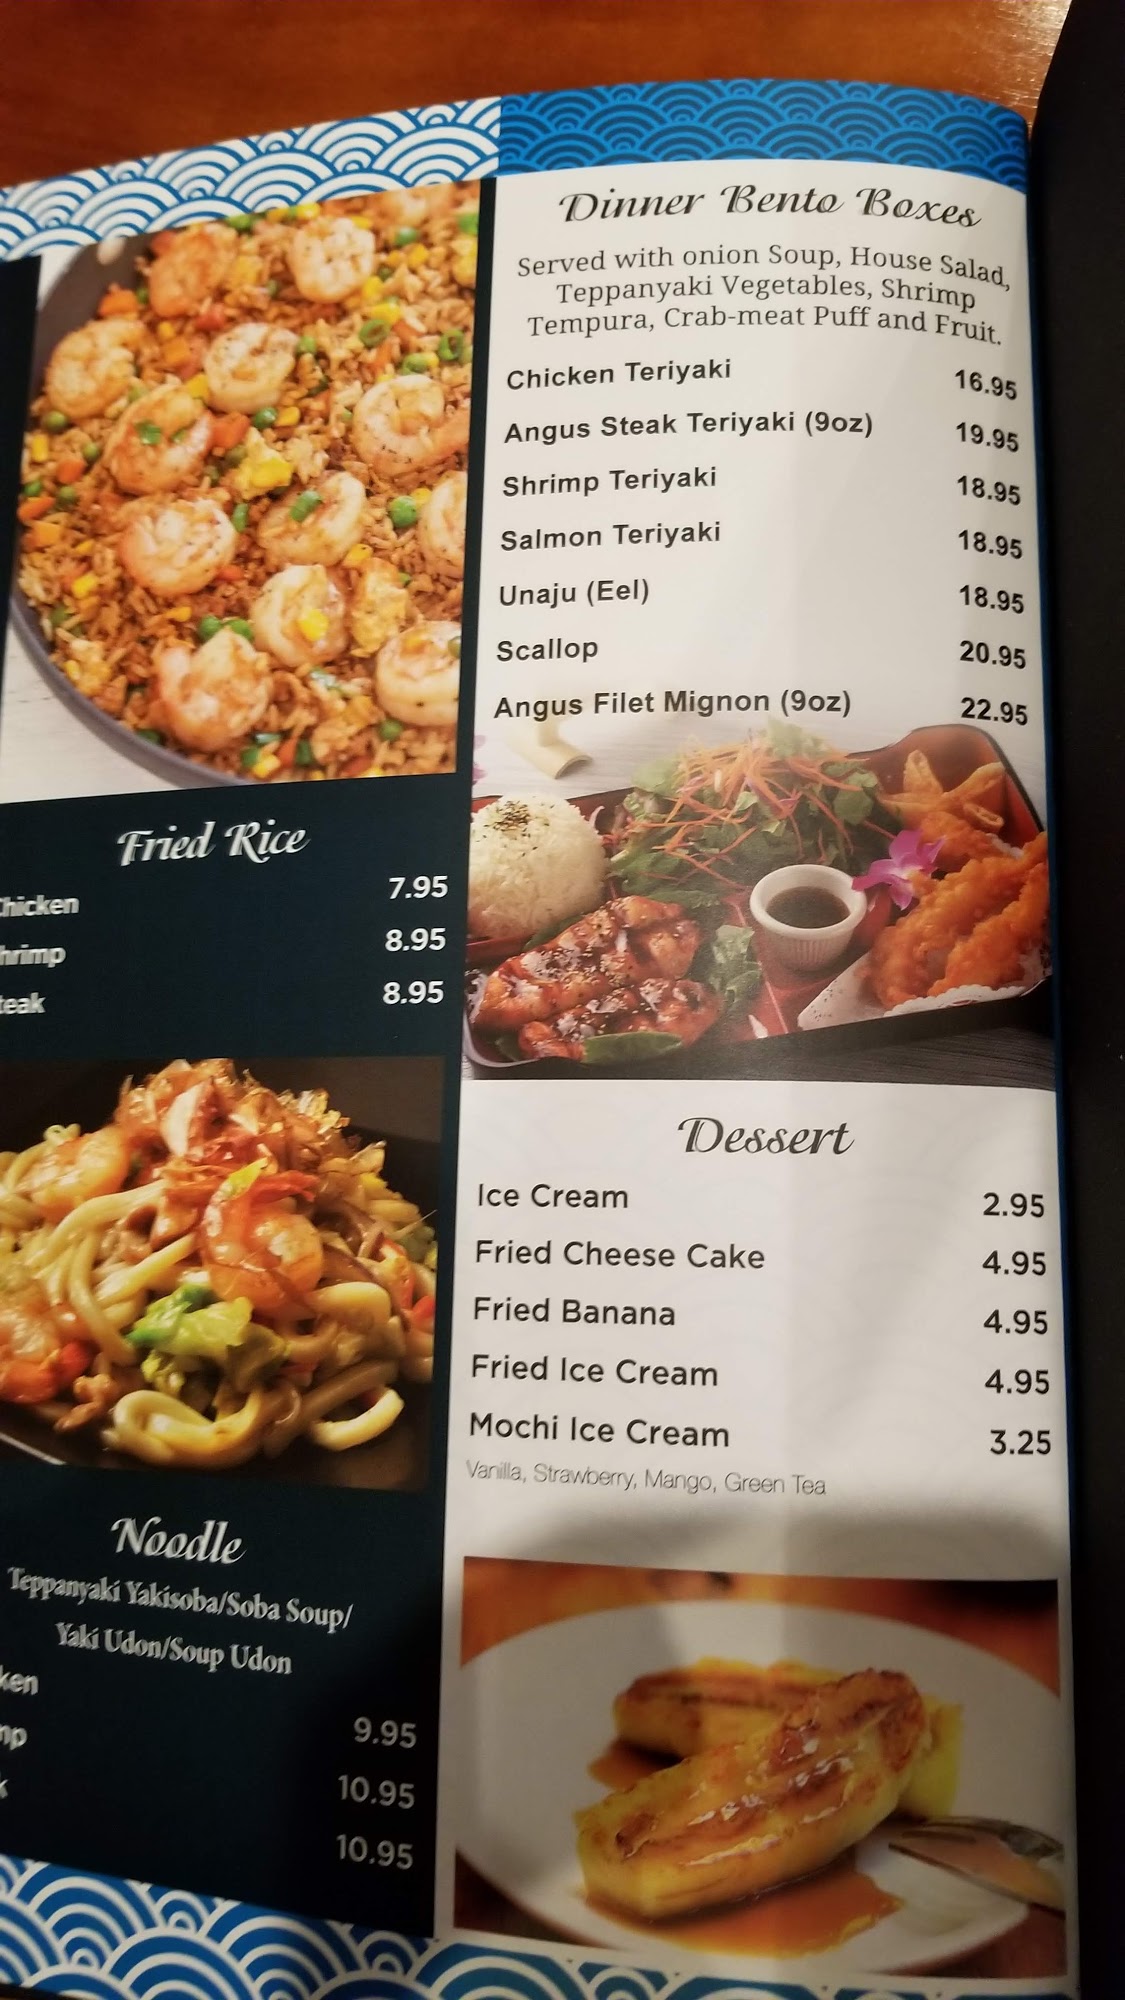 Fried Rice
Chicken 7.95
hrimp 8.95
teak 8.95
Noodle
Teppanyaki Yakisoba/Soba Soup/
Yaki Udon/Soup Udon
ken 9.95
mp 10.95
k 10.95
Dinner Bento Boxes
Served with onion Soup, House Salad,
Teppanyaki Vegetables, Shrimp
Tempura, Crab-meat Puff and Fruit.
Chicken Teriyaki 16.95
Angus Steak Teriyaki (9oz) 19.95
Shrimp Teriyaki 18.95
Salmon Teriyaki 18.95
Unaju (Eel) 18.95
Scallop 20.95
Angus Filet Mignon (9oz) 22.95
Dessert
Ice Cream 2.95
Fried Cheese Cake 4.95
Fried Banana 4.95
Fried Ice Cream 4.95
Mochi Ice Cream 3.25
Vanilla, Strawberry, Mango, Green Tea